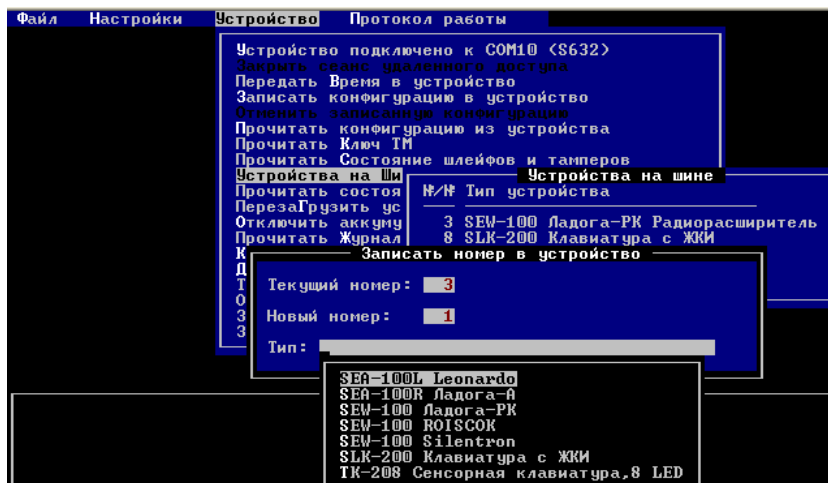 Файл Настройки Устройство Протокол работы
Устройство подключено к COM10 (S632)
Закрыть сеанс удаленного доступа
Передать Время в устройство
Записать конфигурацию в устройство
Отменить записанную конфигурацию
Прочитать конфигурацию из устройства
Прочитать Ключ ТМ
Прочитать Состояние шлейфов и тамперов
Устройства на Ши
Устройства на шине
Прочитать состоя
№/№ Тип устройства
ПерезаГрузить ус
Отключить аккуму
3 SEW-100 Ладога-РК Радиорасширитель
Прочитать Журнал
8 SLK-200 Клавиатура с ЖКИ
К
Записать номер в устройство
Д
Т
Текущий номер: 3
О
З
Новый номер: 1
З
Тип:
SEA-100L Leonardo
SEA-100R Ладога-А
SEW-100 Ладога-РК
SEW-100 ROISCOK
SEW-100 Silentron
SLK-200 Клавиатура с ЖКИ
ТК-208 Сенсорная клавиатура,8 LED